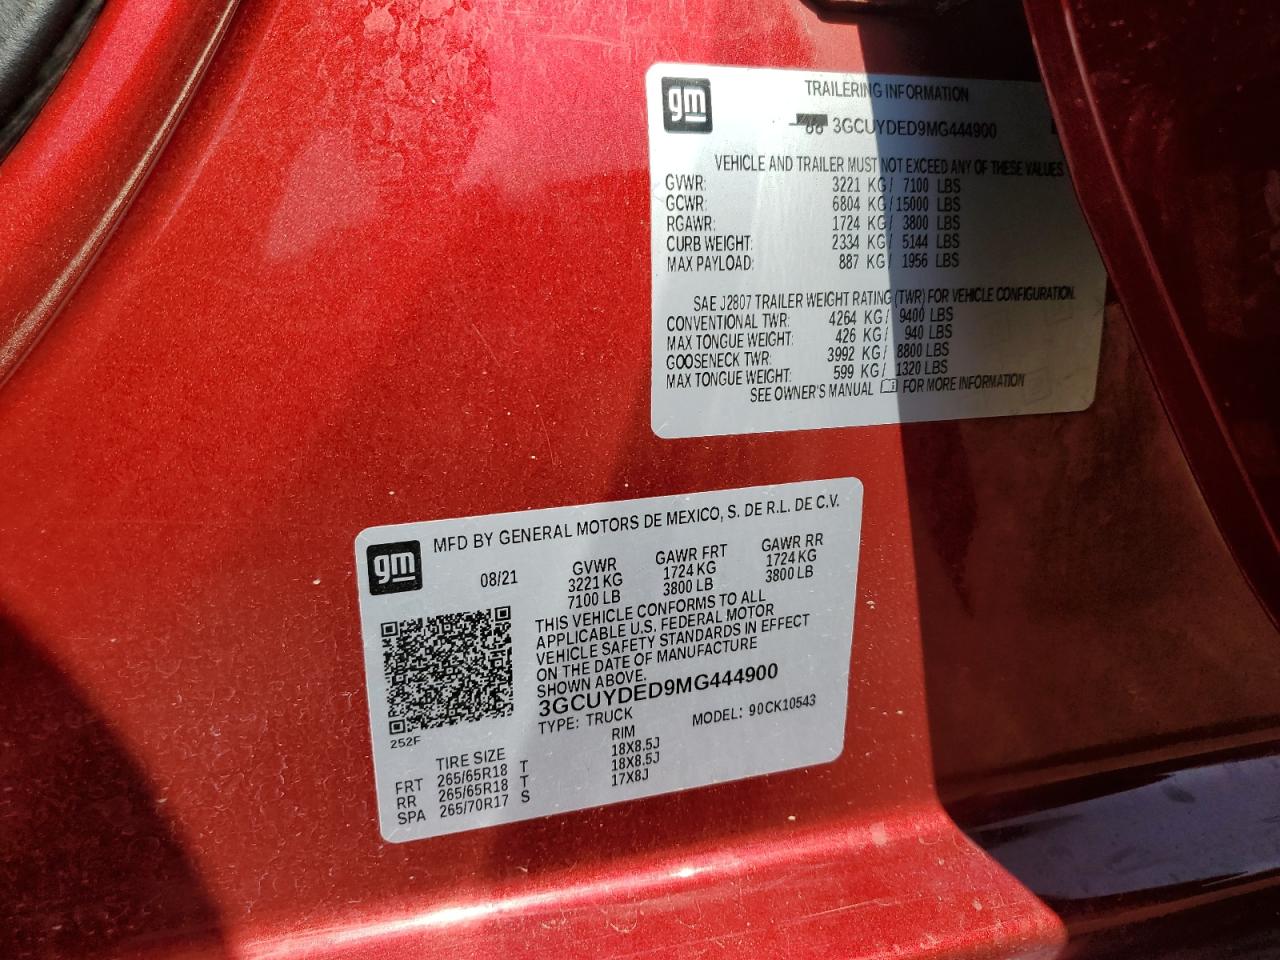 gm
TRAILERING INFORMATION
3GCUYDED9MG444900
VEHICLE AND TRAILER MUST NOT EXCEED ANY OF THESE VALUES
GVWR: 3221 KG/ 7100 LBS
GCWR: 6804 KG/ 15000 LBS
RGAWR: 1724 KG/ 3800 LBS
CURB WEIGHT: 2334 KG/ 5144 LBS
MAX PAYLOAD: 887 KG/ 1956 LBS
SAE J2807 TRAILER WEIGHT RATING (TWR) FOR VEHICLE CONFIGURATION.
CONVENTIONAL TWR: 4264 KG/ 9400 LBS
MAX TONGUE WEIGHT: 426 KG/ 940 LBS
GOOSENECK TWR: 3992 KG/ 8800 LBS
MAX TONGUE WEIGHT: 599 KG/ 1320 LBS
SEE OWNER'S MANUAL FOR MORE INFORMATION
gm
MFD BY GENERAL MOTORS DE MEXICO, S. DE R.L. DE C.V.
08/21
GVWR GAWR FRT GAWR RR
3221 KG 1724 KG 1724 KG
7100 LB 3800 LB 3800 LB
THIS VEHICLE CONFORMS TO ALL
APPLICABLE U.S. FEDERAL MOTOR
VEHICLE SAFETY STANDARDS IN EFFECT
ON THE DATE OF MANUFACTURE
SHOWN ABOVE.
3GCUYDED9MG444900
TYPE: TRUCK MODEL: 90CK10543
252F
TIRE SIZE RIM
FRT 265/65R18 T 18X8.5J
RR 265/65R18 T 18X8.5J
SPA 265/70R17 S 17X8J